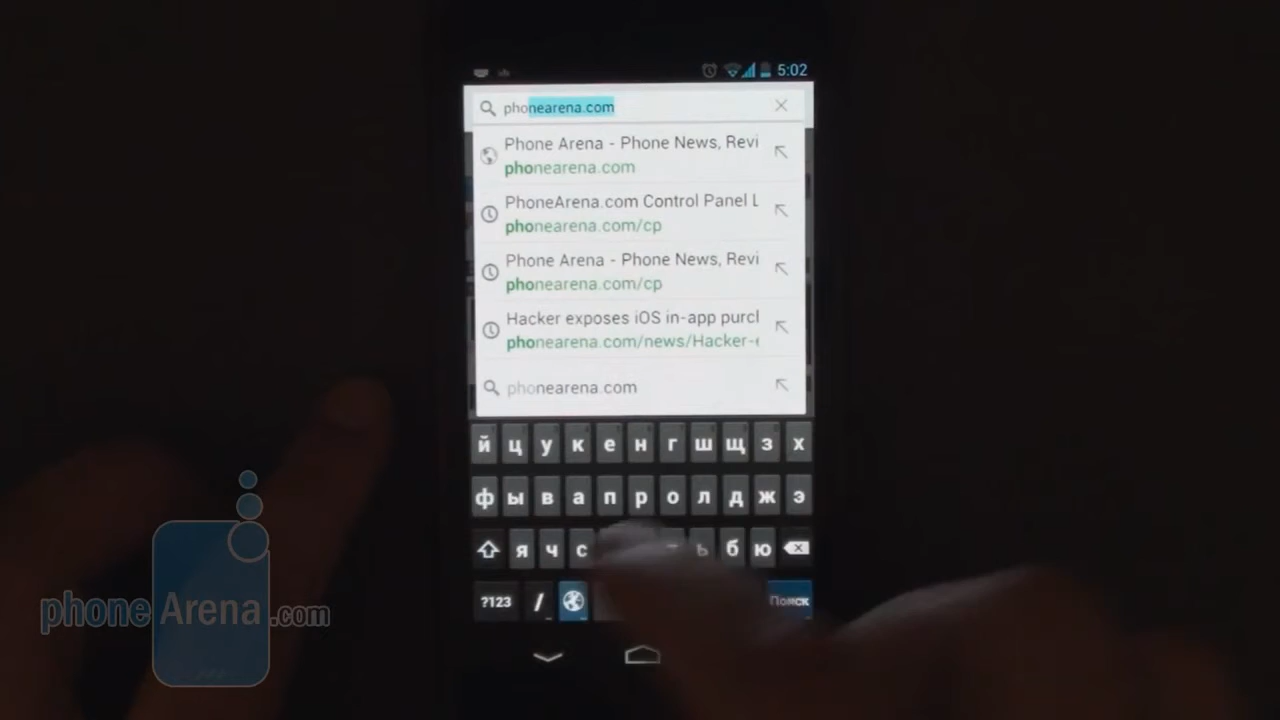 5:02
phonearena.com
Phone Arena - Phone News, Revi
phonearena.com
PhoneArena.com Control Panel L
phonearena.com/cp
Phone Arena - Phone News, Revi
phonearena.com/cp
Hacker exposes iOS in-app purcl
phonearena.com/news/Hacker-
phonearena.com
й ц у к е н г ш щ з х
ф ы в а п р о л д ж э
я ч с ь б ю
?123 / Поиск
phoneArena.com